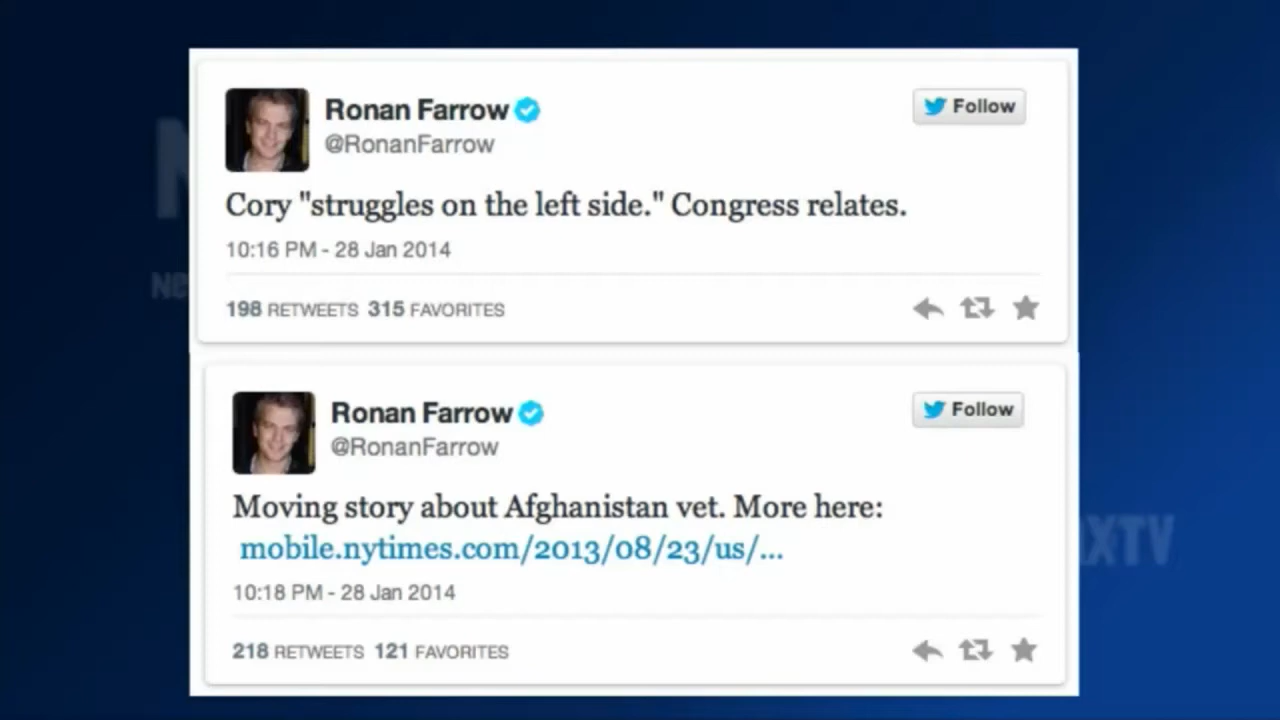 Ronan Farrow
Follow
@RonanFarrow
Cory "struggles on the left side." Congress relates.
10:16 PM - 28 Jan 2014
198 RETWEETS 315 FAVORITES
Ronan Farrow
Follow
@RonanFarrow
Moving story about Afghanistan vet. More here:
mobile.nytimes.com/2013/08/23/us/...
10:18 PM - 28 Jan 2014
218 RETWEETS 121 FAVORITES